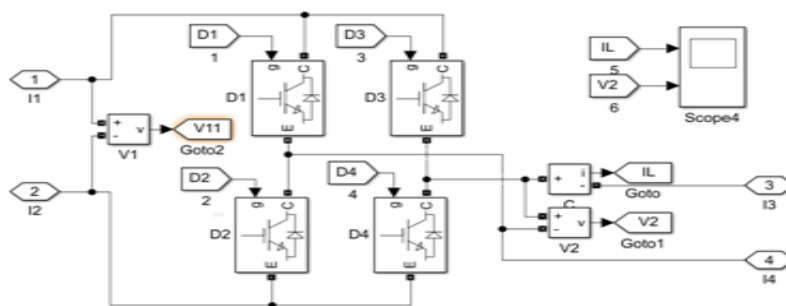 D1
1
D3
3
IL
5
V2
6
Scope4
1
I1
g
C
D1
E
g
C
D3
E
+
-
v
V1
V11
Goto2
2
I2
D2
2
D4
4
g
C
D2
E
g
C
D4
E
+
-
i
C
IL
Goto
3
I3
+
-
v
V2
V2
Goto1
4
I4